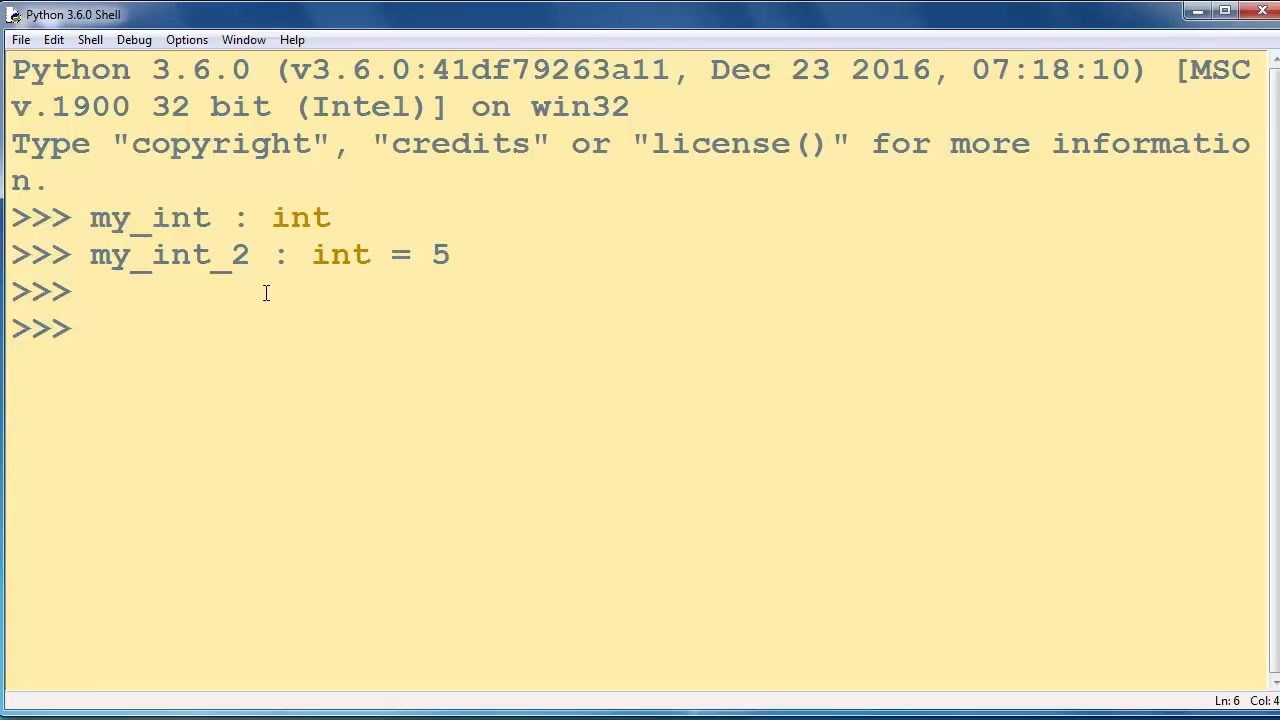 Python 3.6.0 Shell
File Edit Shell Debug Options Window Help
Python 3.6.0 (v3.6.0:41df79263a11, Dec 23 2016, 07:18:10) [MSC
v.1900 32 bit (Intel)] on win32
Type "copyright", "credits" or "license()" for more informatio
n.
>>> my_int : int
>>> my_int_2 : int = 5
>>>
>>>
Ln: 6 Col: 4